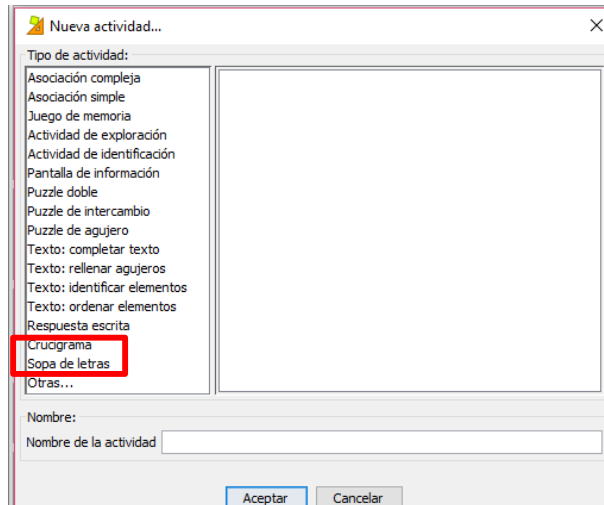 Nueva actividad...
Tipo de actividad:
Asociación compleja
Asociación simple
Juego de memoria
Actividad de exploración
Actividad de identificación
Pantalla de información
Puzzle doble
Puzzle de intercambio
Puzzle de agujero
Texto: completar texto
Texto: rellenar agujeros
Texto: identificar elementos
Texto: ordenar elementos
Respuesta escrita
Crucigrama
Sopa de letras
Otras...
Nombre:
Nombre de la actividad
Aceptar Cancelar